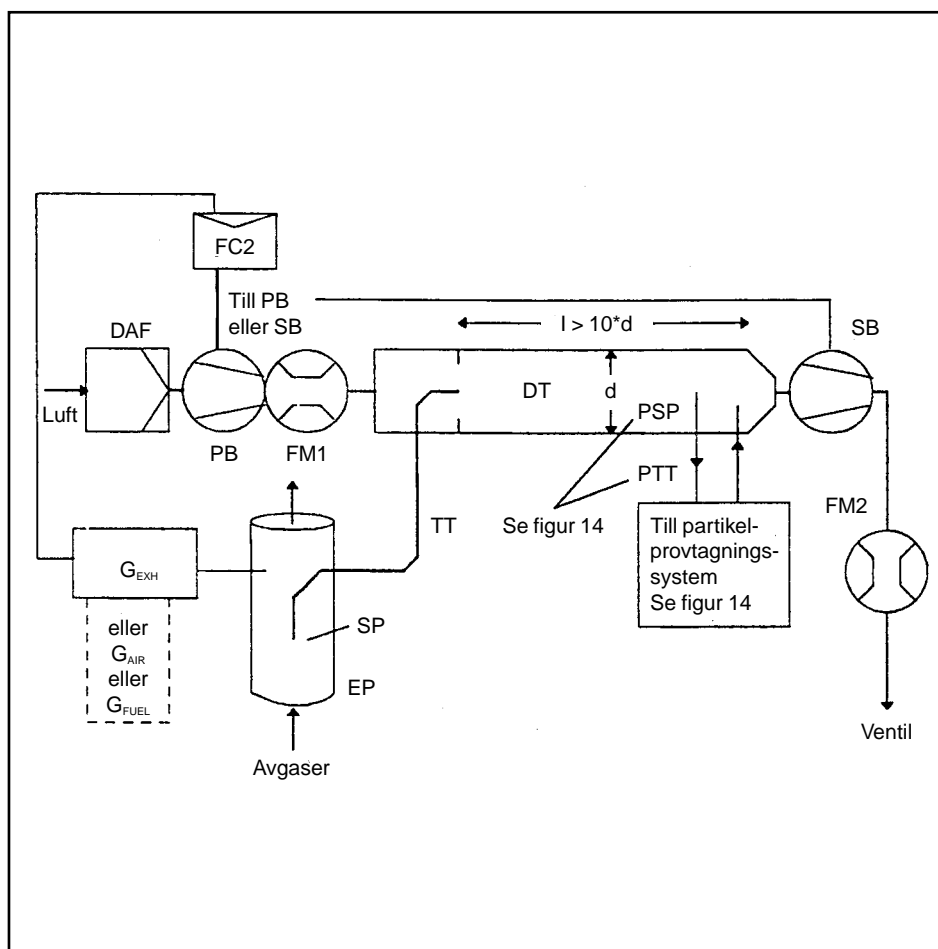 FC2
Till PB
eller SB
l > 10*d
SB
DAF
Luft
DT
d
PSP
PB
FM1
PTT
FM2
TT
Se figur 14
Till partikel-
provtagnings-
system
Se figur 14
G_EXH
SP
eller
G_AIR
eller
G_FUEL
EP
Ventil
Avgaser